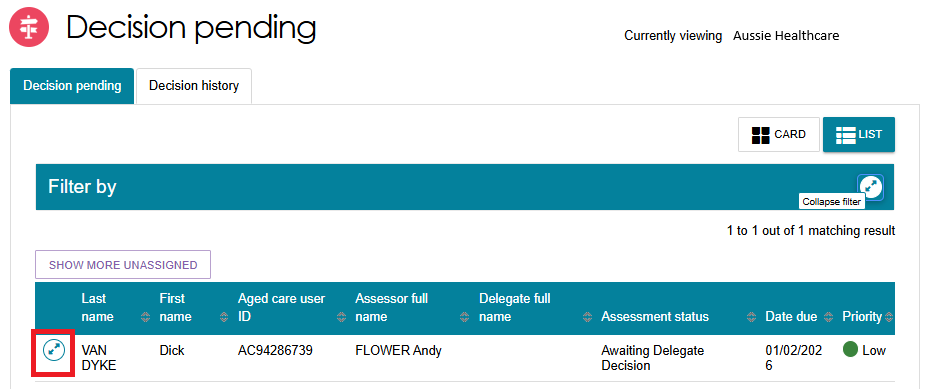 Decision pending
Currently viewing Aussie Healthcare
Decision pending
Decision history
CARD
LIST
Filter by
Collapse filter
1 to 1 out of 1 matching result
SHOW MORE UNASSIGNED
Last name
First name
Aged care user ID
Assessor full name
Delegate full name
Assessment status
Date due
Priority
VAN DYKE
Dick
AC94286739
FLOWER Andy
Awaiting Delegate Decision
01/02/2026
Low